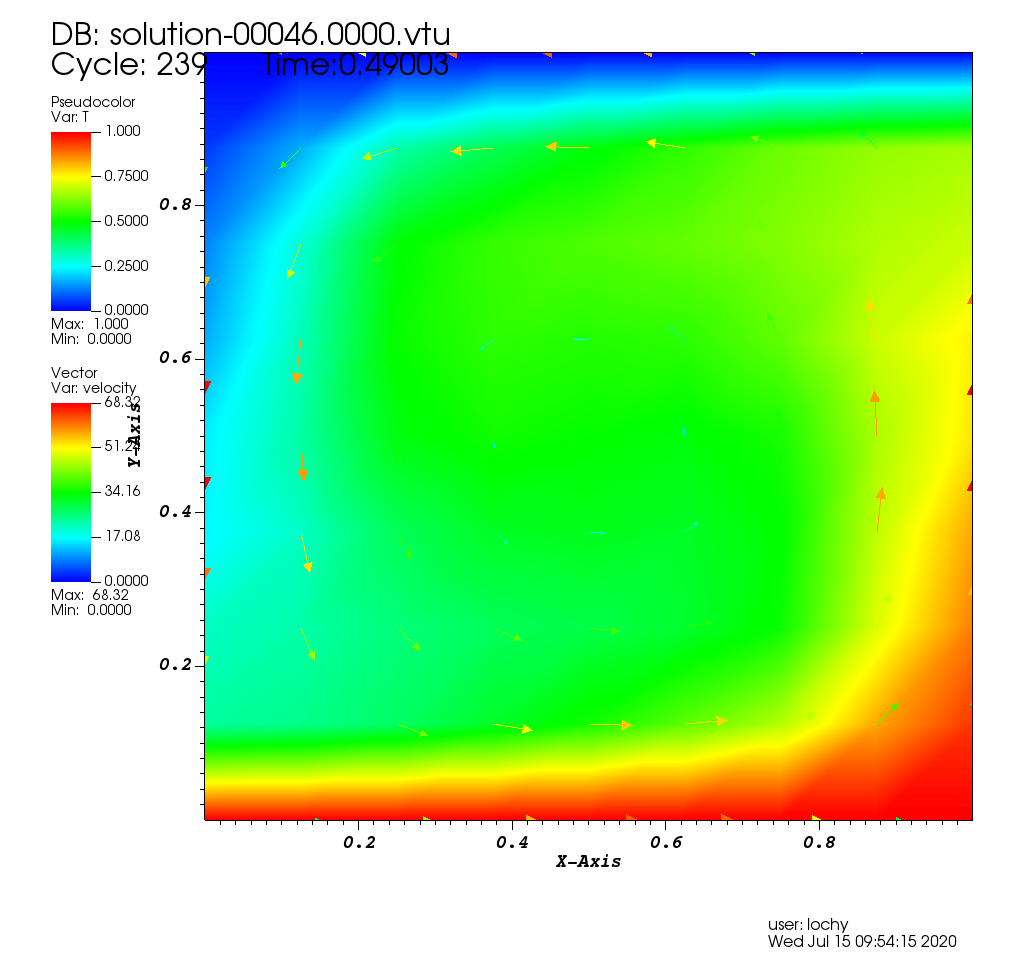 DB: solution-00046.0000.vtu
Cycle: 239 Time:0.49003
Pseudocolor
Var: T
1.000
0.7500
0.5000
0.2500
0.0000
Max: 1.000
Min: 0.0000
Vector
Var: velocity
68.32
51.24
34.16
17.08
0.0000
Max: 68.32
Min: 0.0000
Y-Axis
0.8
0.6
0.4
0.2
0.2 0.4 0.6 0.8
X-Axis
user: lochy
Wed Jul 15 09:54:15 2020